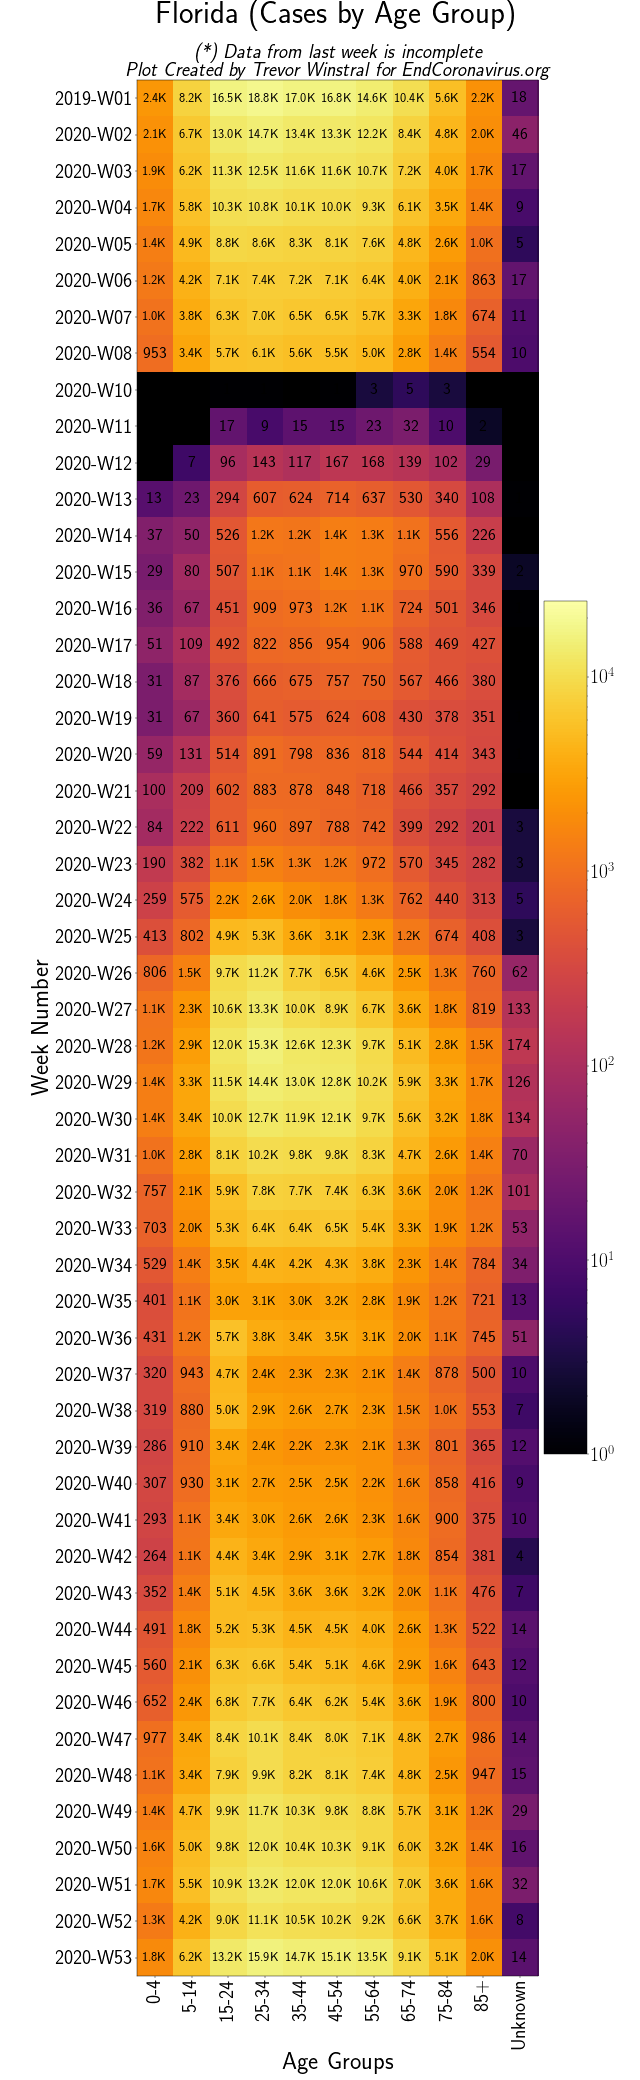 Florida (Cases by Age Group)
(*) Data from last week is incomplete
Plot Created by Trevor Winstral for EndCoronavirus.org
2019-W01 2.4K 8.2K 16.5K 18.8K 17.0K 16.8K 14.6K 10.4K 5.6K 2.2K 18
2020-W02 2.1K 6.7K 13.0K 14.7K 13.4K 13.3K 12.2K 8.4K 4.8K 2.0K 46
2020-W03 1.9K 6.2K 11.3K 12.5K 11.6K 11.6K 10.7K 7.2K 4.0K 1.7K 17
2020-W04 1.7K 5.8K 10.3K 10.8K 10.1K 10.0K 9.3K 6.1K 3.5K 1.4K 9
2020-W05 1.4K 4.9K 8.8K 8.6K 8.3K 8.1K 7.6K 4.8K 2.6K 1.0K 5
2020-W06 1.2K 4.2K 7.1K 7.4K 7.2K 7.1K 6.4K 4.0K 2.1K 863 17
2020-W07 1.0K 3.8K 6.3K 7.0K 6.5K 6.5K 5.7K 3.3K 1.8K 674 11
2020-W08 953 3.4K 5.7K 6.1K 5.6K 5.5K 5.0K 2.8K 1.4K 554 10
2020-W10 3 5 3
2020-W11 17 9 15 15 23 32 10 2
2020-W12 7 96 143 117 167 168 139 102 29
2020-W13 13 23 294 607 624 714 637 530 340 108
2020-W14 37 50 526 1.2K 1.2K 1.4K 1.3K 1.1K 556 226
2020-W15 29 80 507 1.1K 1.1K 1.4K 1.3K 970 590 339 2
2020-W16 36 67 451 909 973 1.2K 1.1K 724 501 346
2020-W17 51 109 492 822 856 954 906 588 469 427
2020-W18 31 87 376 666 675 757 750 567 466 380
2020-W19 31 67 360 641 575 624 608 430 378 351
2020-W20 59 131 514 891 798 836 818 544 414 343
2020-W21 100 209 602 883 878 848 718 466 357 292
2020-W22 84 222 611 960 897 788 742 399 292 201 3
2020-W23 190 382 1.1K 1.5K 1.3K 1.2K 972 570 345 282 3
2020-W24 259 575 2.2K 2.6K 2.0K 1.8K 1.3K 762 440 313 5
2020-W25 413 802 4.9K 5.3K 3.6K 3.1K 2.3K 1.2K 674 408 3
2020-W26 806 1.5K 9.7K 11.2K 7.7K 6.5K 4.6K 2.5K 1.3K 760 62
2020-W27 1.1K 2.3K 10.6K 13.3K 10.0K 8.9K 6.7K 3.6K 1.8K 819 133
2020-W28 1.2K 2.9K 12.0K 15.3K 12.6K 12.3K 9.7K 5.1K 2.8K 1.5K 174
2020-W29 1.4K 3.3K 11.5K 14.4K 13.0K 12.8K 10.2K 5.9K 3.3K 1.7K 126
2020-W30 1.4K 3.4K 10.0K 12.7K 11.9K 12.1K 9.7K 5.6K 3.2K 1.8K 134
2020-W31 1.0K 2.8K 8.1K 10.2K 9.8K 9.8K 8.3K 4.7K 2.6K 1.4K 70
2020-W32 757 2.1K 5.9K 7.8K 7.7K 7.4K 6.3K 3.6K 2.0K 1.2K 101
2020-W33 703 2.0K 5.3K 6.4K 6.4K 6.5K 5.4K 3.3K 1.9K 1.2K 53
2020-W34 529 1.4K 3.5K 4.4K 4.2K 4.3K 3.8K 2.3K 1.4K 784 34
2020-W35 401 1.1K 3.0K 3.1K 3.0K 3.2K 2.8K 1.9K 1.2K 721 13
2020-W36 431 1.2K 5.7K 3.8K 3.4K 3.5K 3.1K 2.0K 1.1K 745 51
2020-W37 320 943 4.7K 2.4K 2.3K 2.3K 2.1K 1.4K 878 500 10
2020-W38 319 880 5.0K 2.9K 2.6K 2.7K 2.3K 1.5K 1.0K 553 7
2020-W39 286 910 3.4K 2.4K 2.2K 2.3K 2.1K 1.3K 801 365 12
2020-W40 307 930 3.1K 2.7K 2.5K 2.5K 2.2K 1.6K 858 416 9
2020-W41 293 1.1K 3.4K 3.0K 2.6K 2.6K 2.3K 1.6K 900 375 10
2020-W42 264 1.1K 4.4K 3.4K 2.9K 3.1K 2.7K 1.8K 854 381 4
2020-W43 352 1.4K 5.1K 4.5K 3.6K 3.6K 3.2K 2.0K 1.1K 476 7
2020-W44 491 1.8K 5.2K 5.3K 4.5K 4.5K 4.0K 2.6K 1.3K 522 14
2020-W45 560 2.1K 6.3K 6.6K 5.4K 5.1K 4.6K 2.9K 1.6K 643 12
2020-W46 652 2.4K 6.8K 7.7K 6.4K 6.2K 5.4K 3.6K 1.9K 800 10
2020-W47 977 3.4K 8.4K 10.1K 8.4K 8.0K 7.1K 4.8K 2.7K 986 14
2020-W48 1.1K 3.4K 7.9K 9.9K 8.2K 8.1K 7.4K 4.8K 2.5K 947 15
2020-W49 1.4K 4.7K 9.9K 11.7K 10.3K 9.8K 8.8K 5.7K 3.1K 1.2K 29
2020-W50 1.6K 5.0K 9.8K 12.0K 10.4K 10.3K 9.1K 6.0K 3.2K 1.4K 16
2020-W51 1.7K 5.5K 10.9K 13.2K 12.0K 12.0K 10.6K 7.0K 3.6K 1.6K 32
2020-W52 1.3K 4.2K 9.0K 11.1K 10.5K 10.2K 9.2K 6.6K 3.7K 1.6K 8
2020-W53 1.8K 6.2K 13.2K 15.9K 14.7K 15.1K 13.5K 9.1K 5.1K 2.0K 14
0-4 5-14 15-24 25-34 35-44 45-54 55-64 65-74 75-84 85+ Unknown
Age Groups
Week Number
10⁴
10³
10²
10¹
10⁰